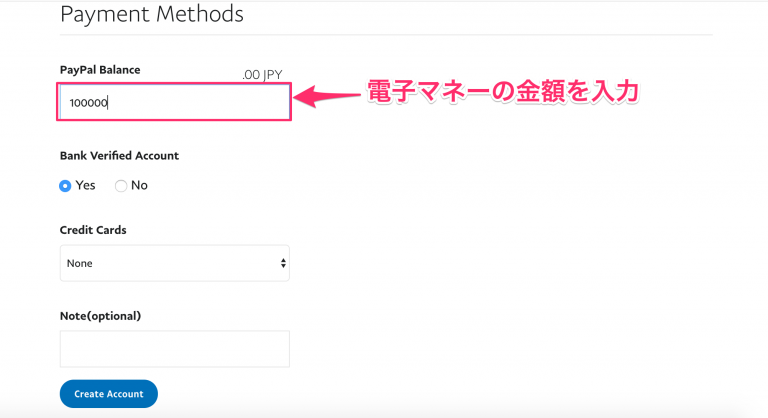 Payment Methods
PayPal Balance
.00 JPY
100000
電子マネーの金額を入力
Bank Verified Account
Yes No
Credit Cards
None
Note(optional)
Create Account